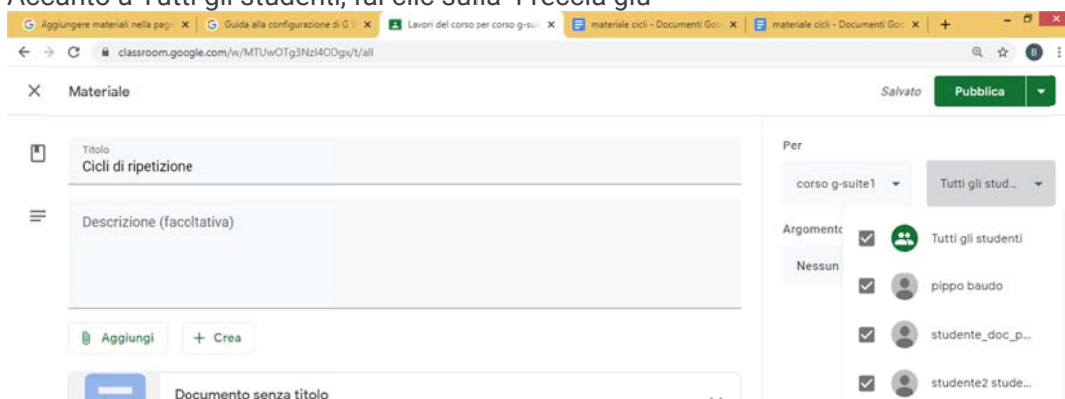 Accanto a Tutti gli studenti, fai clic sulla Freccia giù
Aggiungere materiali nella pag
Guida alla configurazione di G S
Lavori del corso per corso g-sui
materiale cicli - Documenti Goo
materiale cicli - Documenti Goo
classroom.google.com/w/MTUwOTg3NzI4ODgx/t/all
B
Materiale
Salvato
Pubblica
Titolo
Cicli di ripetizione
Descrizione (facoltativa)
Aggiungi
+ Crea
Documento senza titolo
Per
corso g-suite1
Tutti gli stud...
Argomento
Nessun
Tutti gli studenti
pippo baudo
studente_doc_p...
studente2 stude...